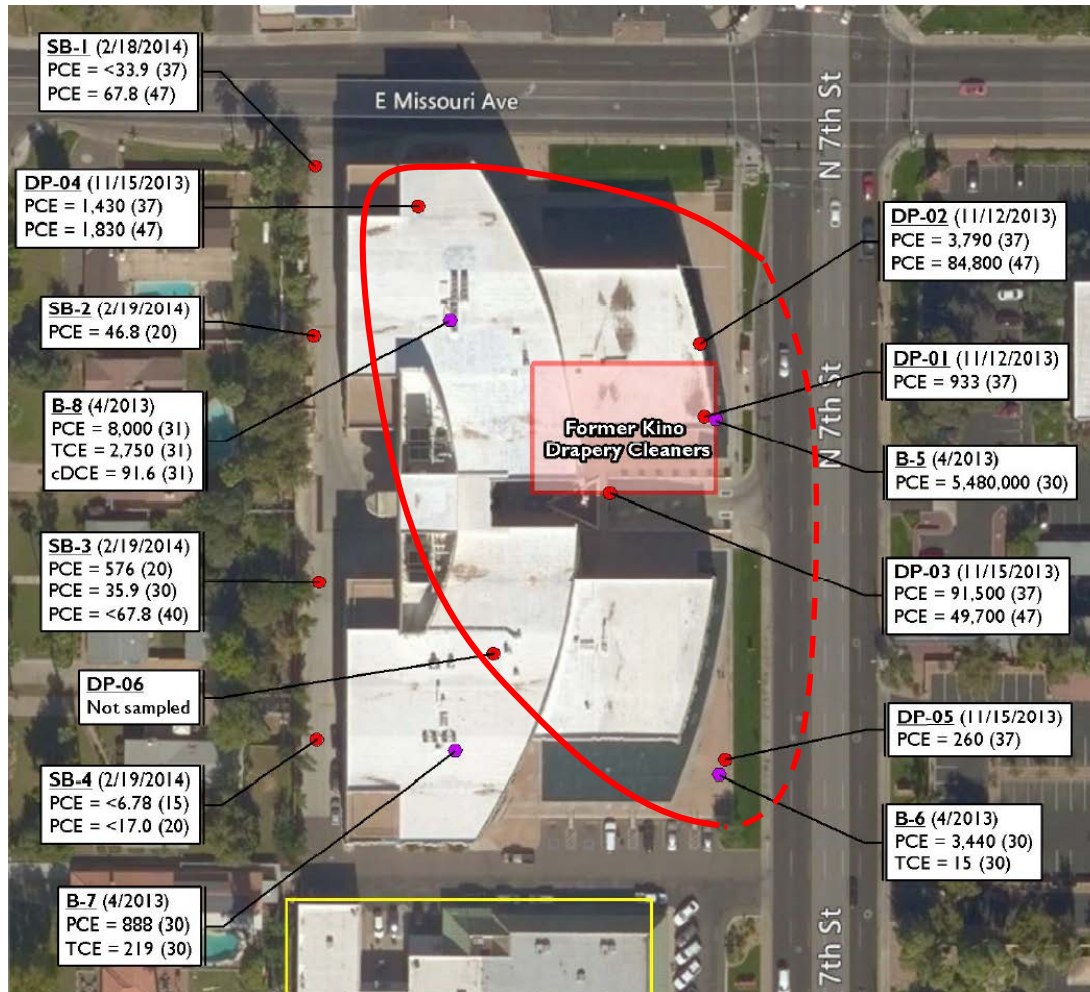 SB-1 (2/18/2014)
PCE = <33.9 (37)
PCE = 67.8 (47)
E Missouri Ave
N 7th St
DP-04 (11/15/2013)
PCE = 1,430 (37)
PCE = 1,830 (47)
DP-02 (11/12/2013)
PCE = 3,790 (37)
PCE = 84,800 (47)
SB-2 (2/19/2014)
PCE = 46.8 (20)
DP-01 (11/12/2013)
PCE = 933 (37)
N 7th St
B-8 (4/2013)
PCE = 8,000 (31)
TCE = 2,750 (31)
cDCE = 91.6 (31)
Former Kino
Drapery Cleaners
B-5 (4/2013)
PCE = 5,480,000 (30)
SB-3 (2/19/2014)
PCE = 576 (20)
PCE = 35.9 (30)
PCE = <67.8 (40)
DP-03 (11/15/2013)
PCE = 91,500 (37)
PCE = 49,700 (47)
DP-06
Not sampled
DP-05 (11/15/2013)
PCE = 260 (37)
SB-4 (2/19/2014)
PCE = <6.78 (15)
PCE = <17.0 (20)
B-6 (4/2013)
PCE = 3,440 (30)
TCE = 15 (30)
B-7 (4/2013)
PCE = 888 (30)
TCE = 219 (30)
7th St